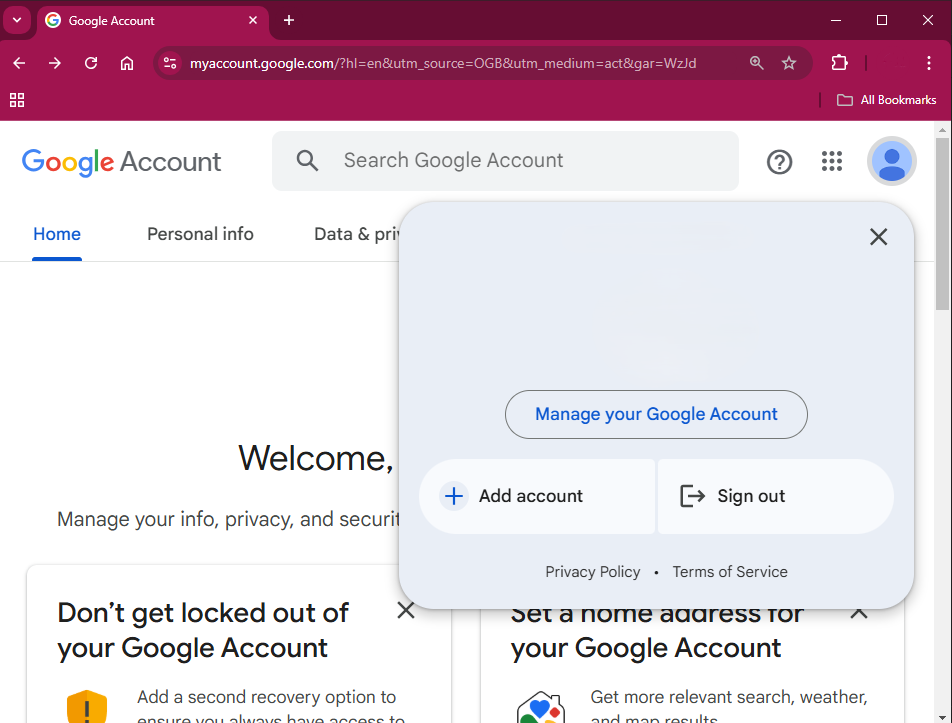 Google Account
myaccount.google.com/?hl=en&utm_source=OGB&utm_medium=act&gar=WzJd
All Bookmarks
Google Account
Search Google Account
Home
Personal info
Data & priv
Manage your Google Account
Add account
Sign out
Privacy Policy • Terms of Service
Welcome,
Manage your info, privacy, and securit
Don’t get locked out of
your Google Account
Add a second recovery option to
ensure you always have access to
Set a home address for
your Google Account
Get more relevant search, weather,
and map results